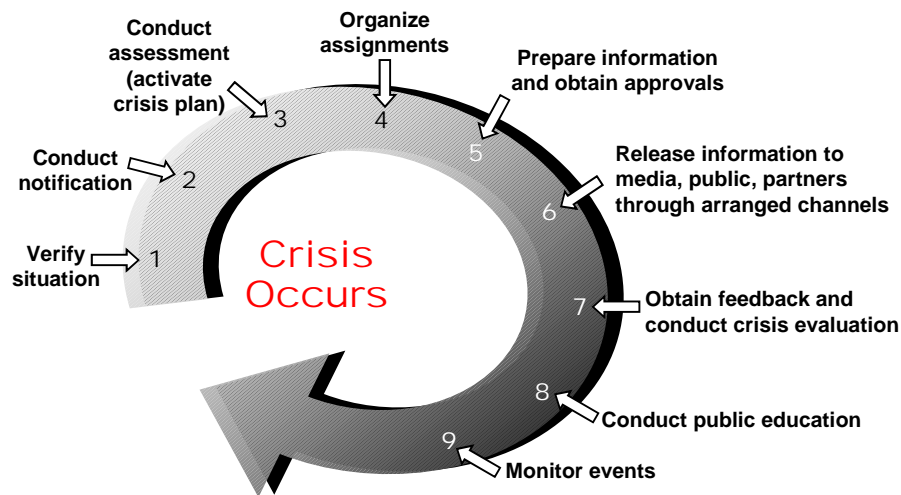 Crisis
Occurs
1
Verify
situation
2
Conduct
notification
3
Conduct
assessment
(activate
crisis plan)
4
Organize
assignments
5
Prepare information
and obtain approvals
6
Release information to
media, public, partners
through arranged channels
7
Obtain feedback and
conduct crisis evaluation
8
Conduct public education
9
Monitor events